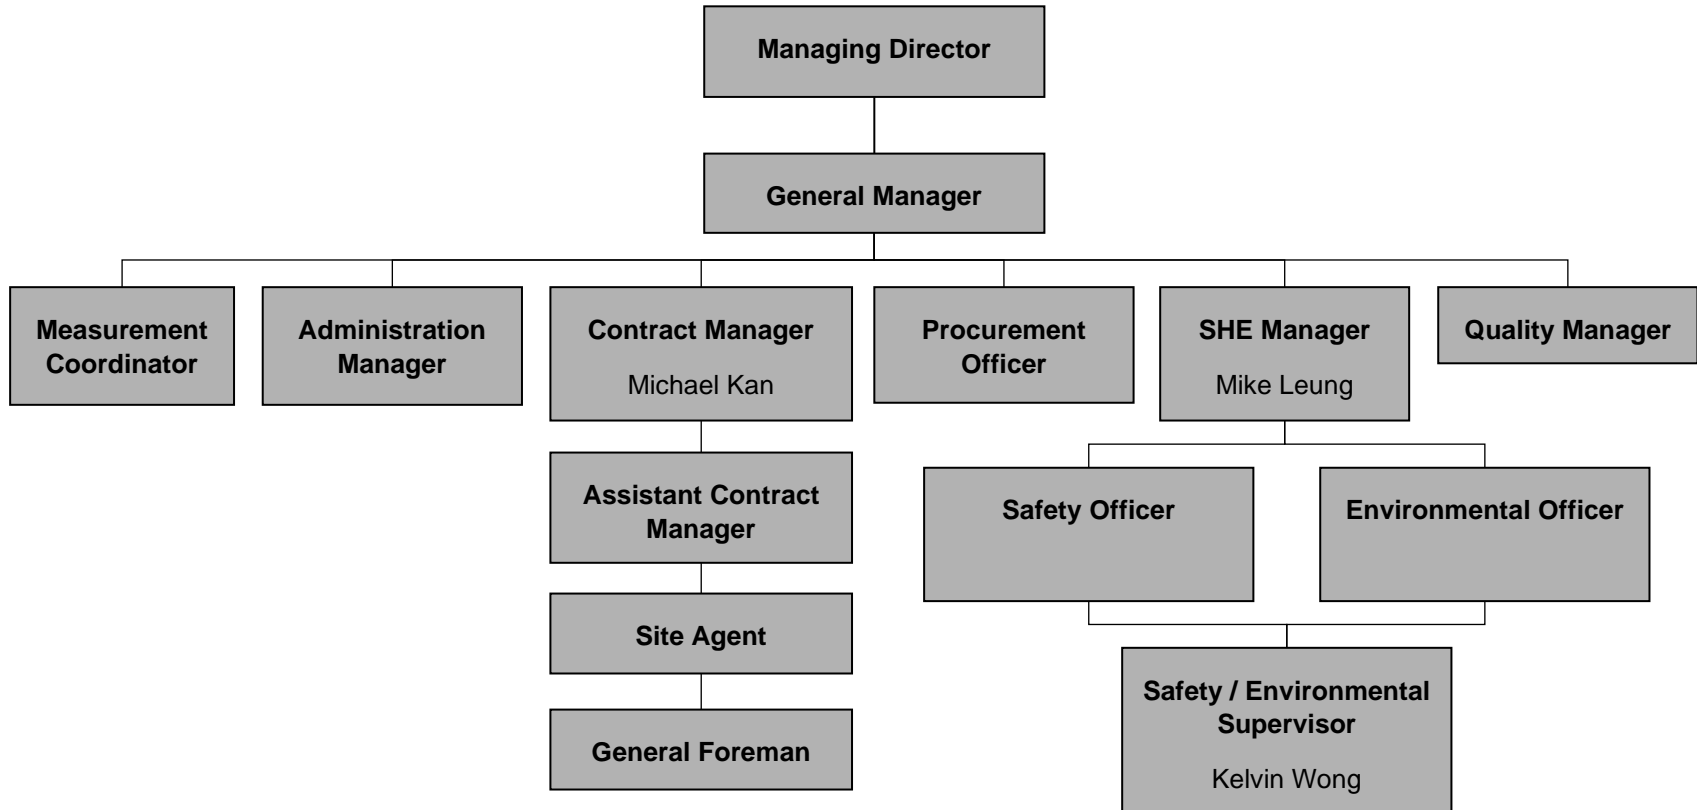 Managing Director
General Manager
Measurement
Coordinator
Administration
Manager
Contract Manager
Michael Kan
Procurement
Officer
SHE Manager
Mike Leung
Quality Manager
Assistant Contract
Manager
Site Agent
General Foreman
Safety Officer
Environmental Officer
Safety / Environmental
Supervisor
Kelvin Wong